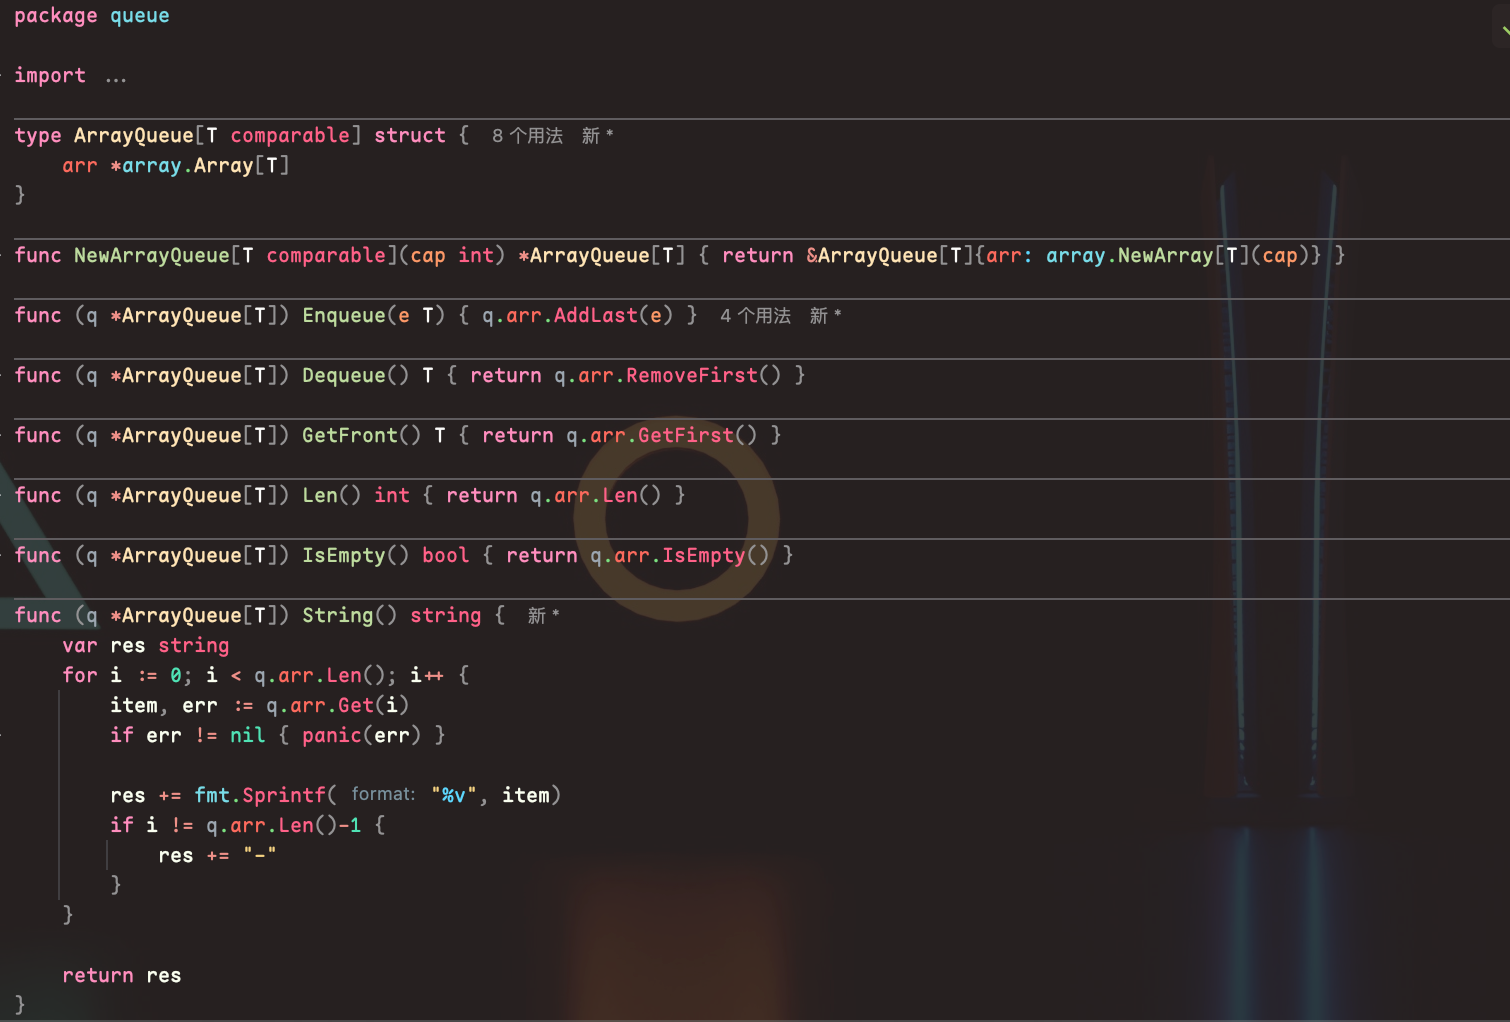 package queue
import ...
type ArrayQueue[T comparable] struct { 8 个用法 新 *
arr *array.Array[T]
}
func NewArrayQueue[T comparable](cap int) *ArrayQueue[T] { return &ArrayQueue[T]{arr: array.NewArray[T](cap)} }
func (q *ArrayQueue[T]) Enqueue(e T) { q.arr.AddLast(e) } 4 个用法 新 *
func (q *ArrayQueue[T]) Dequeue() T { return q.arr.RemoveFirst() }
func (q *ArrayQueue[T]) GetFront() T { return q.arr.GetFirst() }
func (q *ArrayQueue[T]) Len() int { return q.arr.Len() }
func (q *ArrayQueue[T]) IsEmpty() bool { return q.arr.IsEmpty() }
func (q *ArrayQueue[T]) String() string { 新 *
var res string
for i := 0; i < q.arr.Len(); i++ {
item, err := q.arr.Get(i)
if err != nil { panic(err) }
res += fmt.Sprintf( format: "%v", item)
if i != q.arr.Len()-1 {
res += "-"
}
}
return res
}